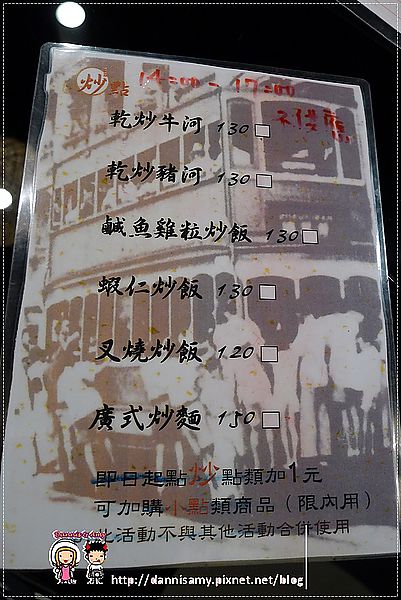 炒點 14:00-17:00
乾炒牛河 130
乾炒豬河 130
鹹魚雞粒炒飯 130
蝦仁炒飯 130
叉燒炒飯 120
廣式炒麵 150
即日起點炒點類加1元
可加購小點類商品（限內用）
此活動不與其他活動合併使用
http://dannisamy.pixnet.net/blog